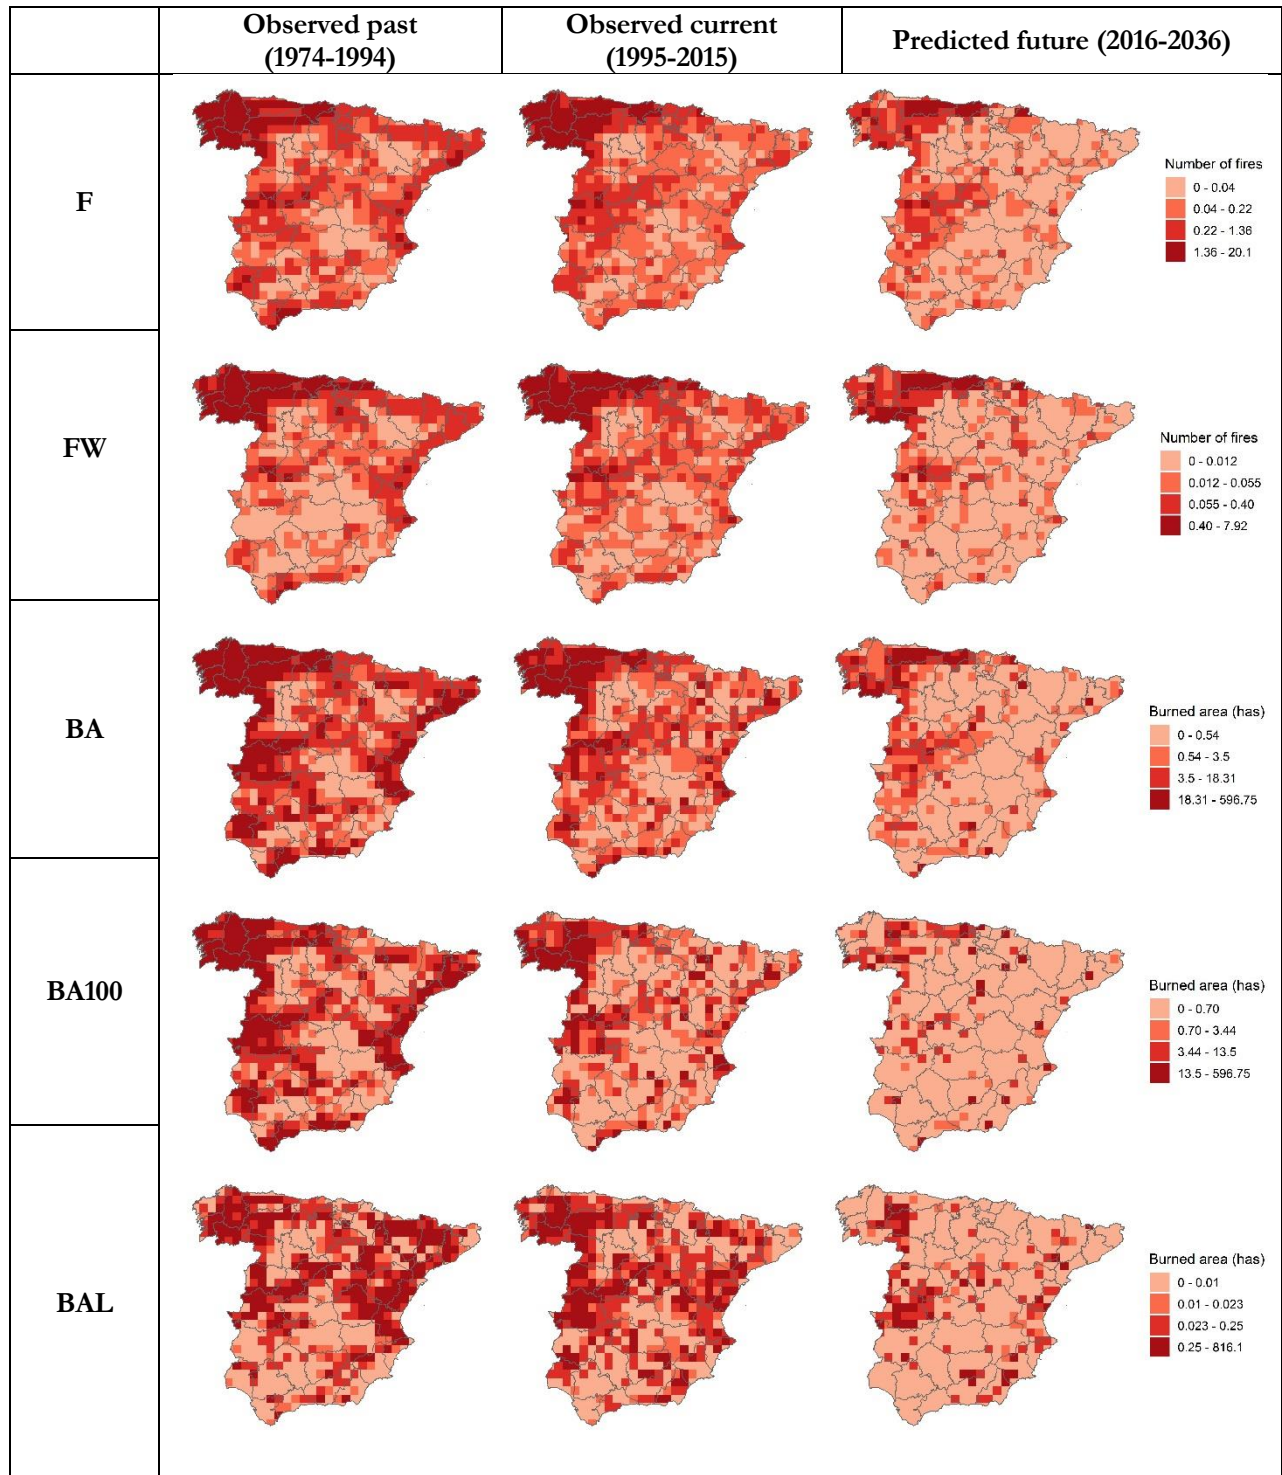 Observed past
(1974-1994)
Observed current
(1995-2015)
Predicted future (2016-2036)
F
Number of fires
0 - 0.04
0.04 - 0.22
0.22 - 1.36
1.36 - 20.1
FW
Number of fires
0 - 0.012
0.012 - 0.055
0.055 - 0.40
0.40 - 7.92
BA
Burned area (has)
0 - 0.54
0.54 - 3.5
3.5 - 18.31
18.31 - 596.75
BA100
Burned area (has)
0 - 0.70
0.70 - 3.44
3.44 - 13.5
13.5 - 596.75
BAL
Burned area (has)
0 - 0.01
0.01 - 0.023
0.023 - 0.25
0.25 - 816.1